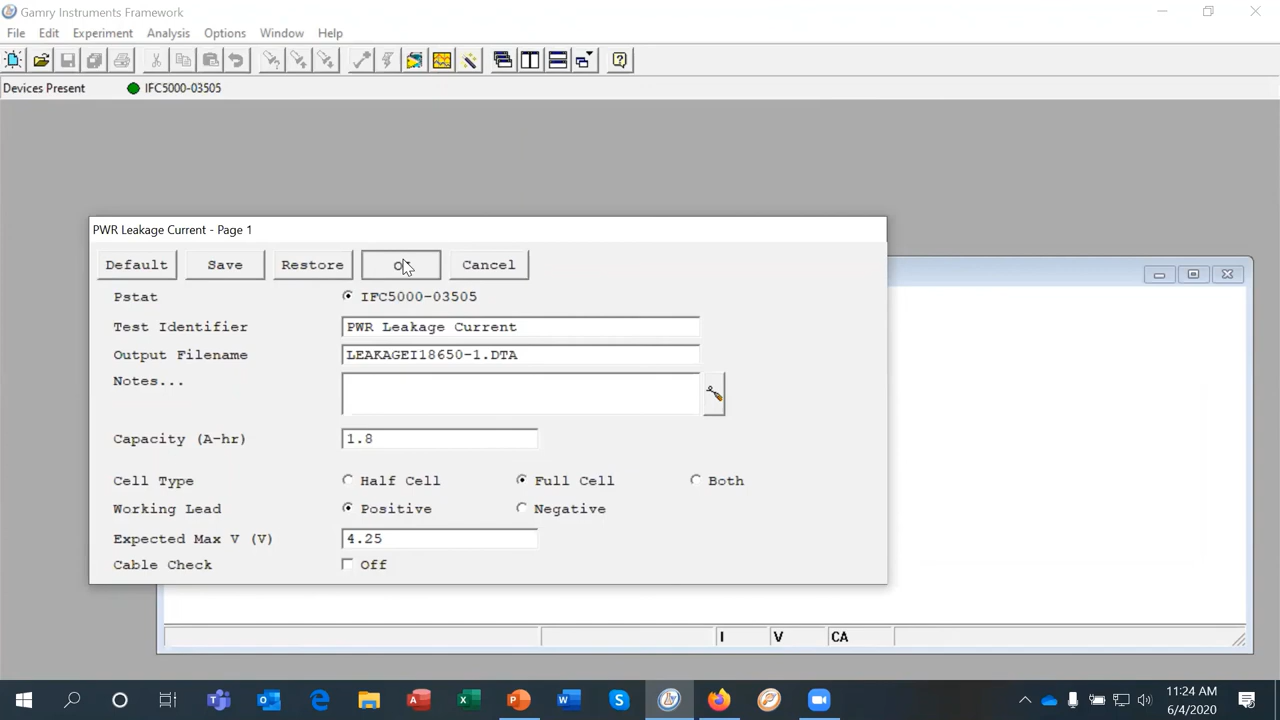 Gamry Instruments Framework
File Edit Experiment Analysis Options Window Help
Devices Present IFC5000-03505
PWR Leakage Current - Page 1
Default Save Restore Cancel
Pstat IFC5000-03505
Test Identifier PWR Leakage Current
Output Filename LEAKAGEI18650-1.DTA
Notes...
Capacity (A-hr) 1.8
Cell Type Half Cell Full Cell Both
Working Lead Positive Negative
Expected Max V (V) 4.25
Cable Check Off
I V CA
11:24 AM
6/4/2020